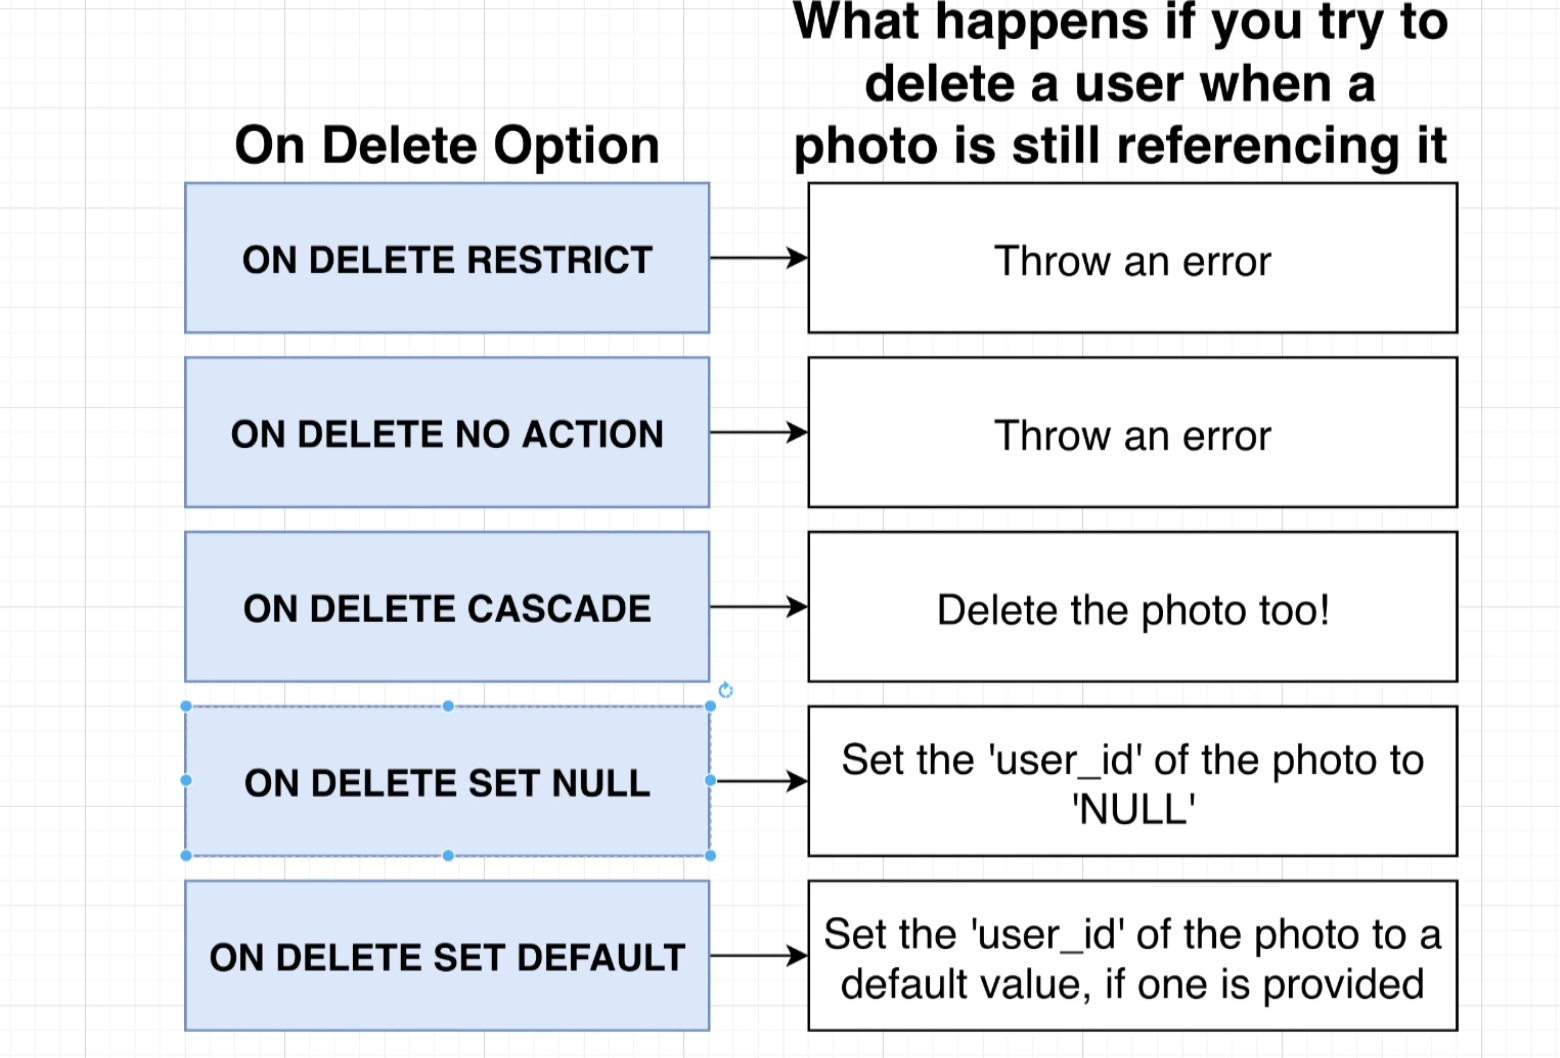 What happens if you try to
delete a user when a
On Delete Option
photo is still referencing it
ON DELETE RESTRICT
Throw an error
ON DELETE NO ACTION
Throw an error
ON DELETE CASCADE
Delete the photo too!
ON DELETE SET NULL
Set the 'user_id' of the photo to
'NULL'
ON DELETE SET DEFAULT
Set the 'user_id' of the photo to a
default value, if one is provided